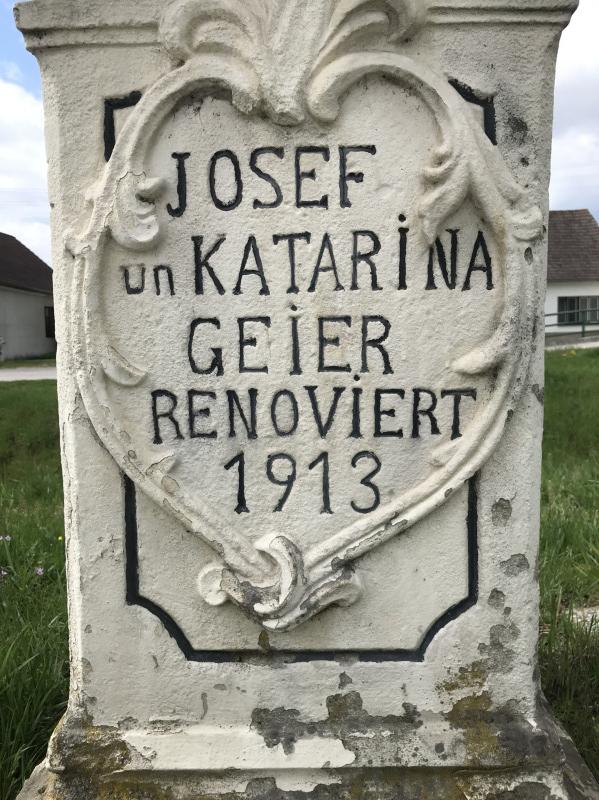 JOSEF
un KATARiNA
GEiER
RENOViERT
1913